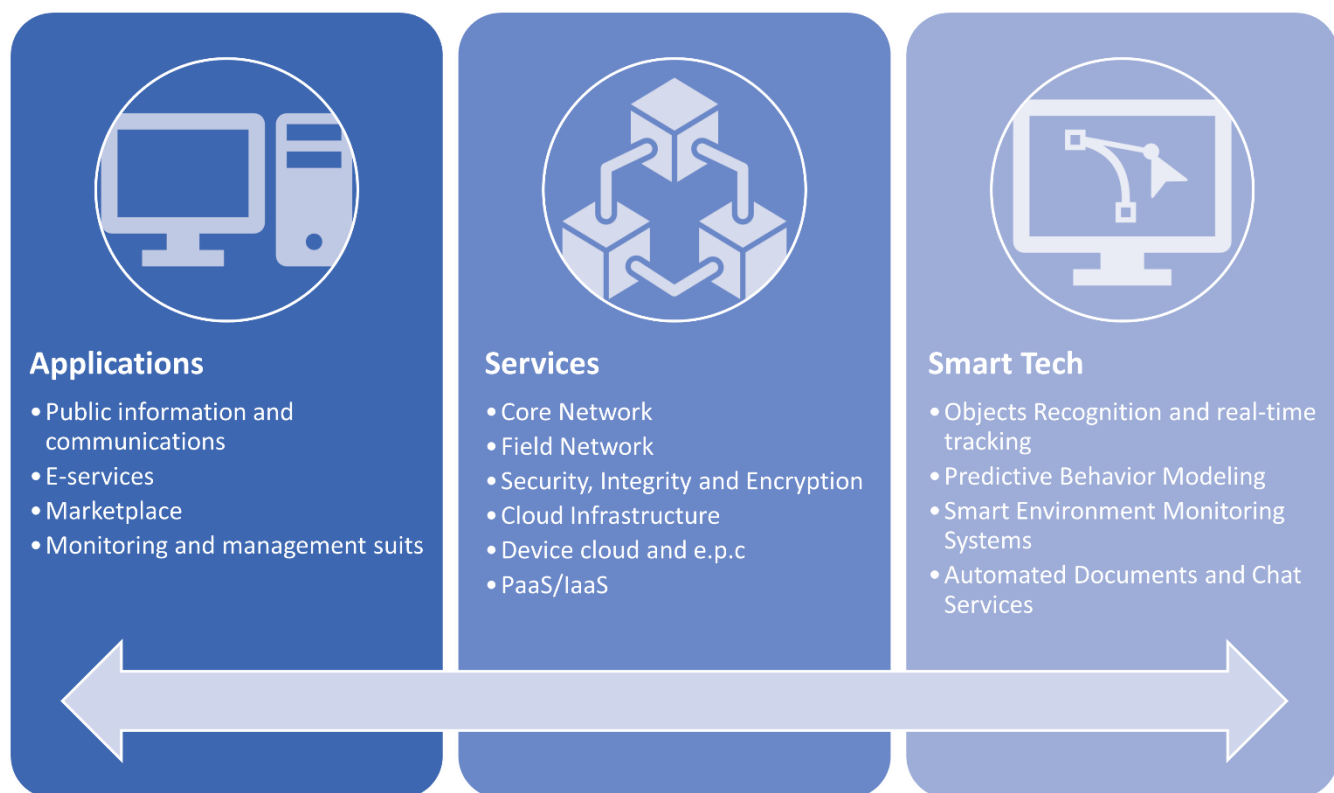 Applications
• Public information and
communications
• E-services
• Marketplace
• Monitoring and management suits
Services
• Core Network
• Field Network
• Security, Integrity and Encryption
• Cloud Infrastructure
• Device cloud and e.p.c
• PaaS/IaaS
Smart Tech
• Objects Recognition and real-time
tracking
• Predictive Behavior Modeling
• Smart Environment Monitoring
Systems
• Automated Documents and Chat
Services